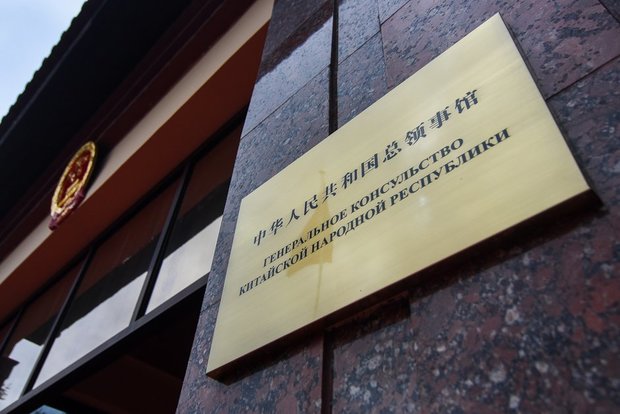 中华人民共和国总领事馆
ГЕНЕРАЛЬНОЕ КОНСУЛЬСТВО
КИТАЙСКОЙ НАРОДНОЙ РЕСПУБЛИКИ